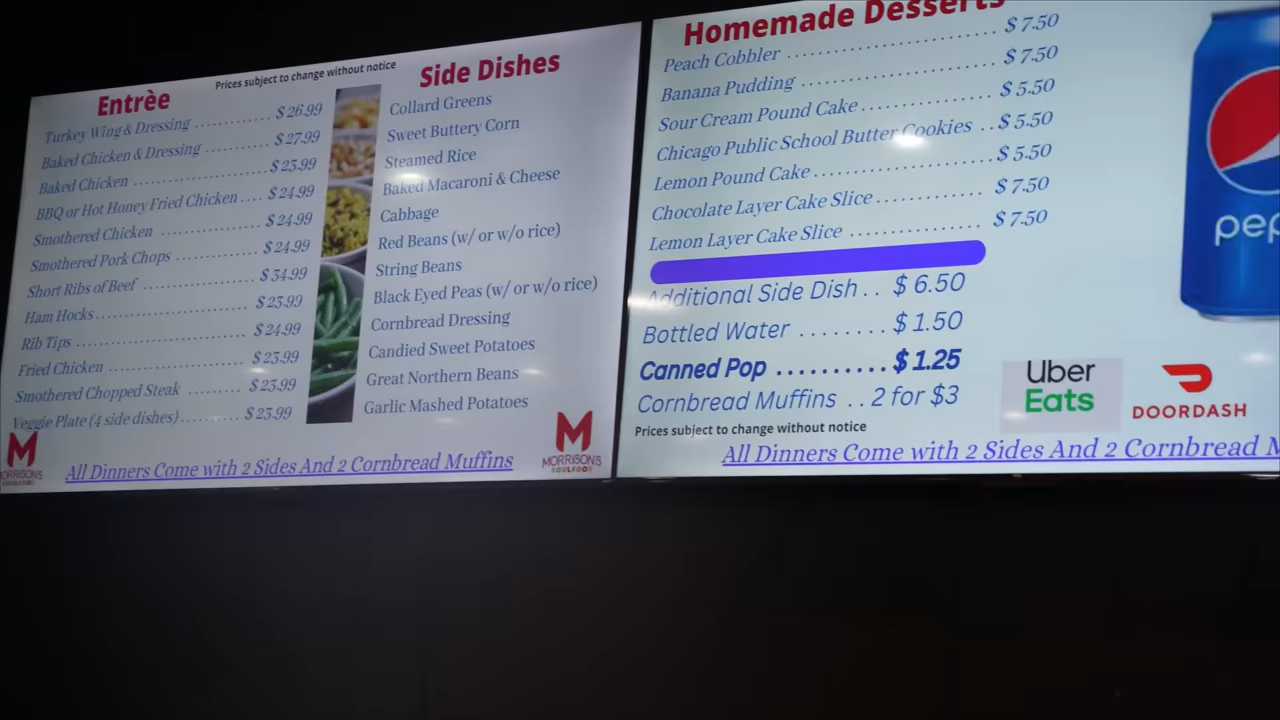 Prices subject to change without notice
Entrèe
Turkey Wing & Dressing ............. $ 26.99
Baked Chicken & Dressing ........... $ 27.99
Baked Chicken ....................... $ 23.99
BBQ or Hot Honey Fried Chicken .... $ 24.99
Smothered Chicken ................. $ 24.99
Smothered Pork Chops .............. $ 24.99
Short Ribs of Beef .................. $ 34.99
Ham Hocks.......................... $ 23.99
Rib Tips ............................ $ 24.99
Fried Chicken ...................... $ 23.99
Smothered Chopped Steak ........ $ 23.99
Veggie Plate (4 side dishes)......... $ 23.99
Side Dishes
Collard Greens
Sweet Buttery Corn
Steamed Rice
Baked Macaroni & Cheese
Cabbage
Red Beans (w/ or w/o rice)
String Beans
Black Eyed Peas (w/ or w/o rice)
Cornbread Dressing
Candied Sweet Potatoes
Great Northern Beans
Garlic Mashed Potatoes
M
MORRISON'S
SOULFOOD
All Dinners Come with 2 Sides And 2 Cornbread Muffins
M
MORRISON'S
SOULFOOD
Homemade Desserts
Peach Cobbler ............................ $ 7.50
Banana Pudding .......................... $ 7.50
Sour Cream Pound Cake ................. $ 5.50
Chicago Public School Butter Cookies .. $ 5.50
Lemon Pound Cake ...................... $ 5.50
Chocolate Layer Cake Slice ............. $ 7.50
Lemon Layer Cake Slice ................ $ 7.50
Additional Side Dish . . $ 6.50
Bottled Water ........ $ 1.50
Canned Pop .......... $ 1.25
Cornbread Muffins . . 2 for $3
Prices subject to change without notice
Uber
Eats
DOORDASH
pep
All Dinners Come with 2 Sides And 2 Cornbread M